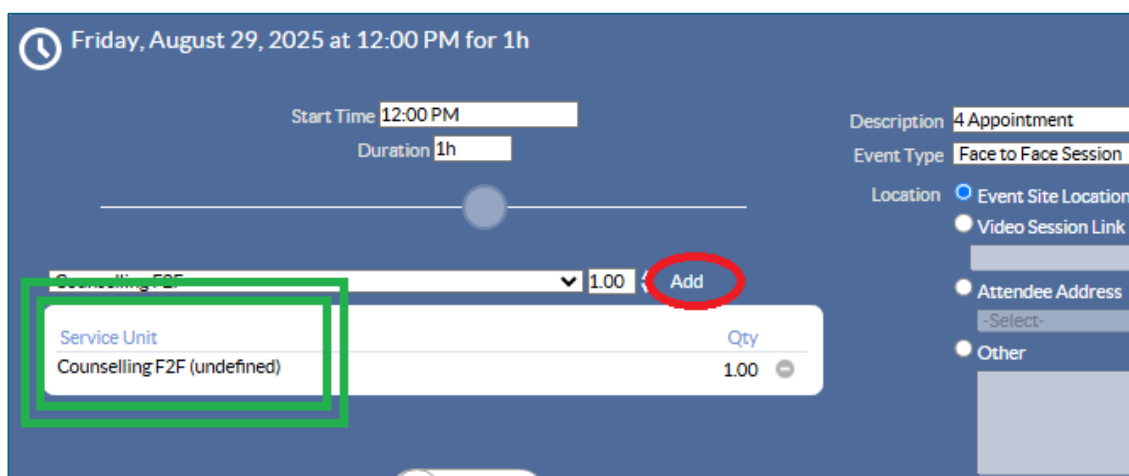 Friday, August 29, 2025 at 12:00 PM for 1h
Start Time 12:00 PM
Duration 1h
Description 4 Appointment
Event Type Face to Face Session
Location Event Site Location
Video Session Link
Attendee Address
-Select-
Other
Counselling F2F 1.00 Add
Service Unit Qty
Counselling F2F (undefined) 1.00